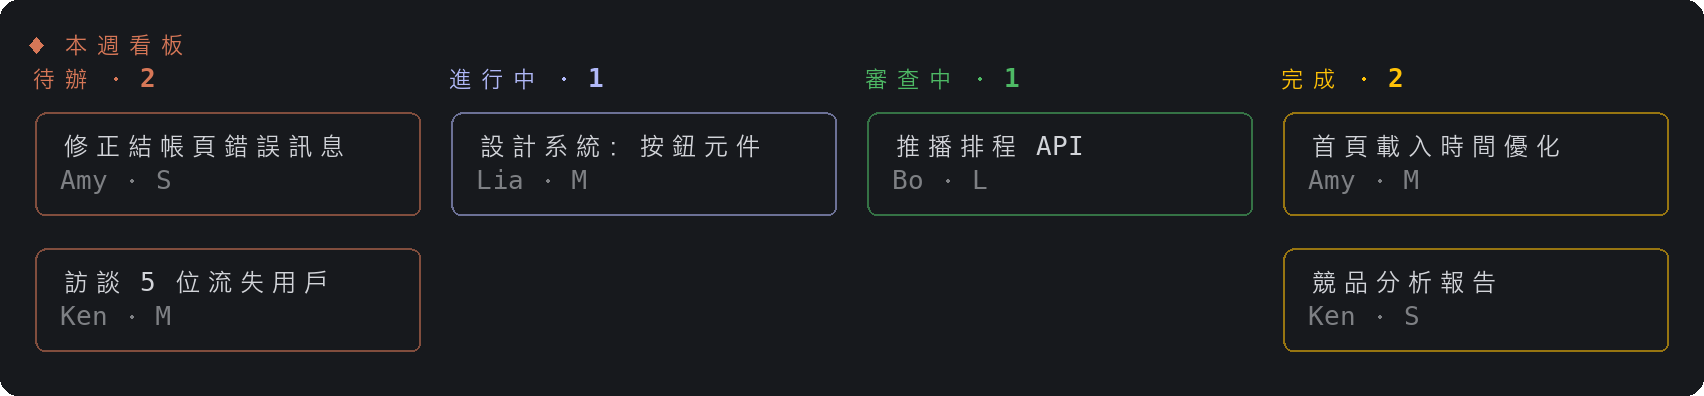 ◆ 本週看板
待辦 · 2
修正結帳頁錯誤訊息
Amy · S
訪談 5 位流失用戶
Ken · M
進行中 · 1
設計系統: 按鈕元件
Lia · M
審查中 · 1
推播排程 API
Bo · L
完成 · 2
首頁載入時間優化
Amy · M
競品分析報告
Ken · S